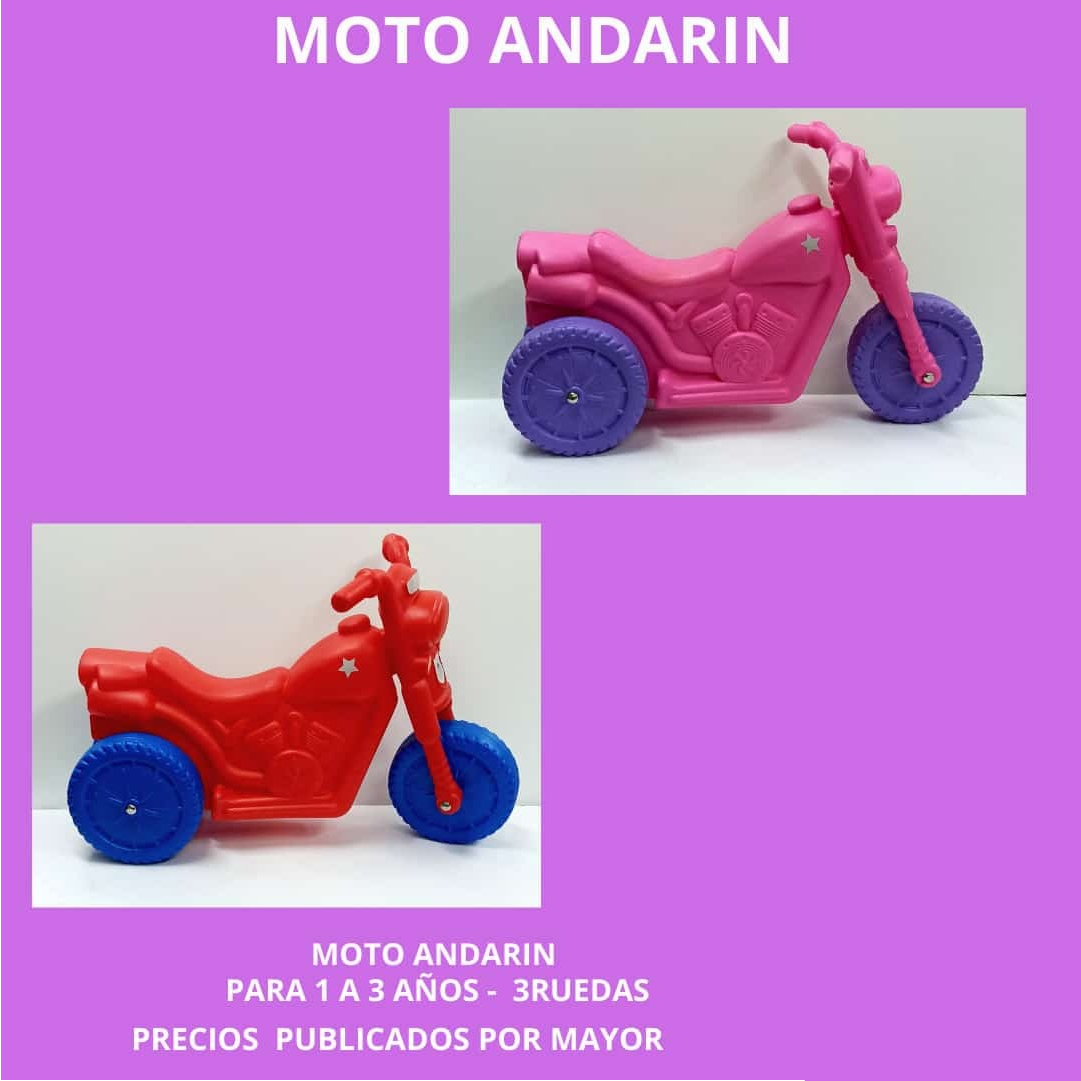 MOTO ANDARIN
MOTO ANDARIN
PARA 1 A 3 AÑOS - 3RUEDAS
PRECIOS PUBLICADOS POR MAYOR